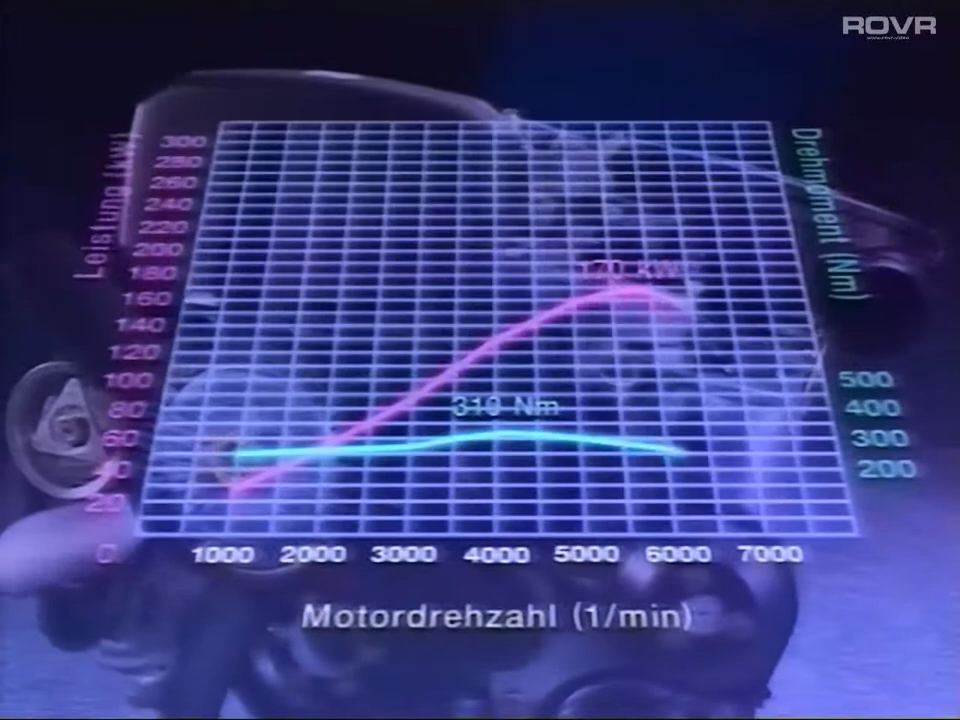 ROVR
Leistung (kW)
300
280
260
240
220
200
180
160
140
120
100
80
60
40
20
0
170 kW
310 Nm
Drehmoment (Nm)
500
400
300
200
1000 2000 3000 4000 5000 6000 7000
Motordrehzahl (1/min)